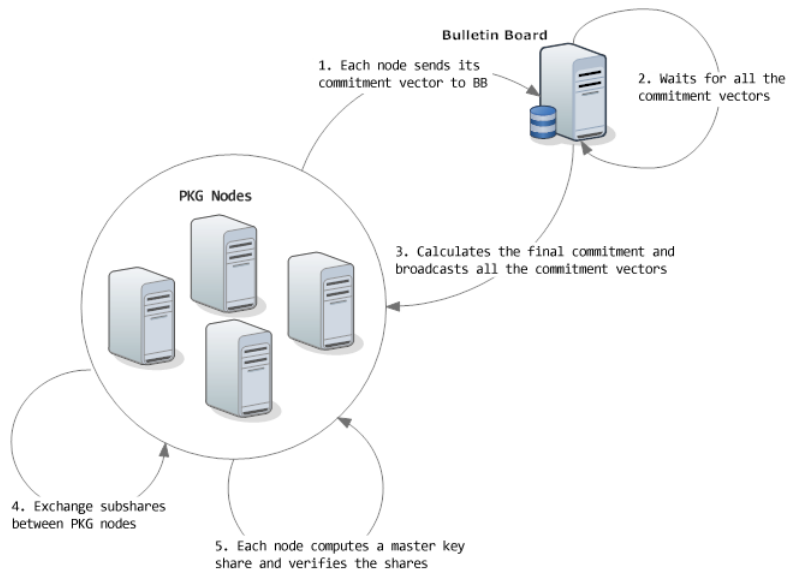 Bulletin Board
1. Each node sends its
commitment vector to BB
2. Waits for all the
commitment vectors
PKG Nodes
3. Calculates the final commitment and
broadcasts all the commitment vectors
4. Exchange subshares
between PKG nodes
5. Each node computes a master key
share and verifies the shares